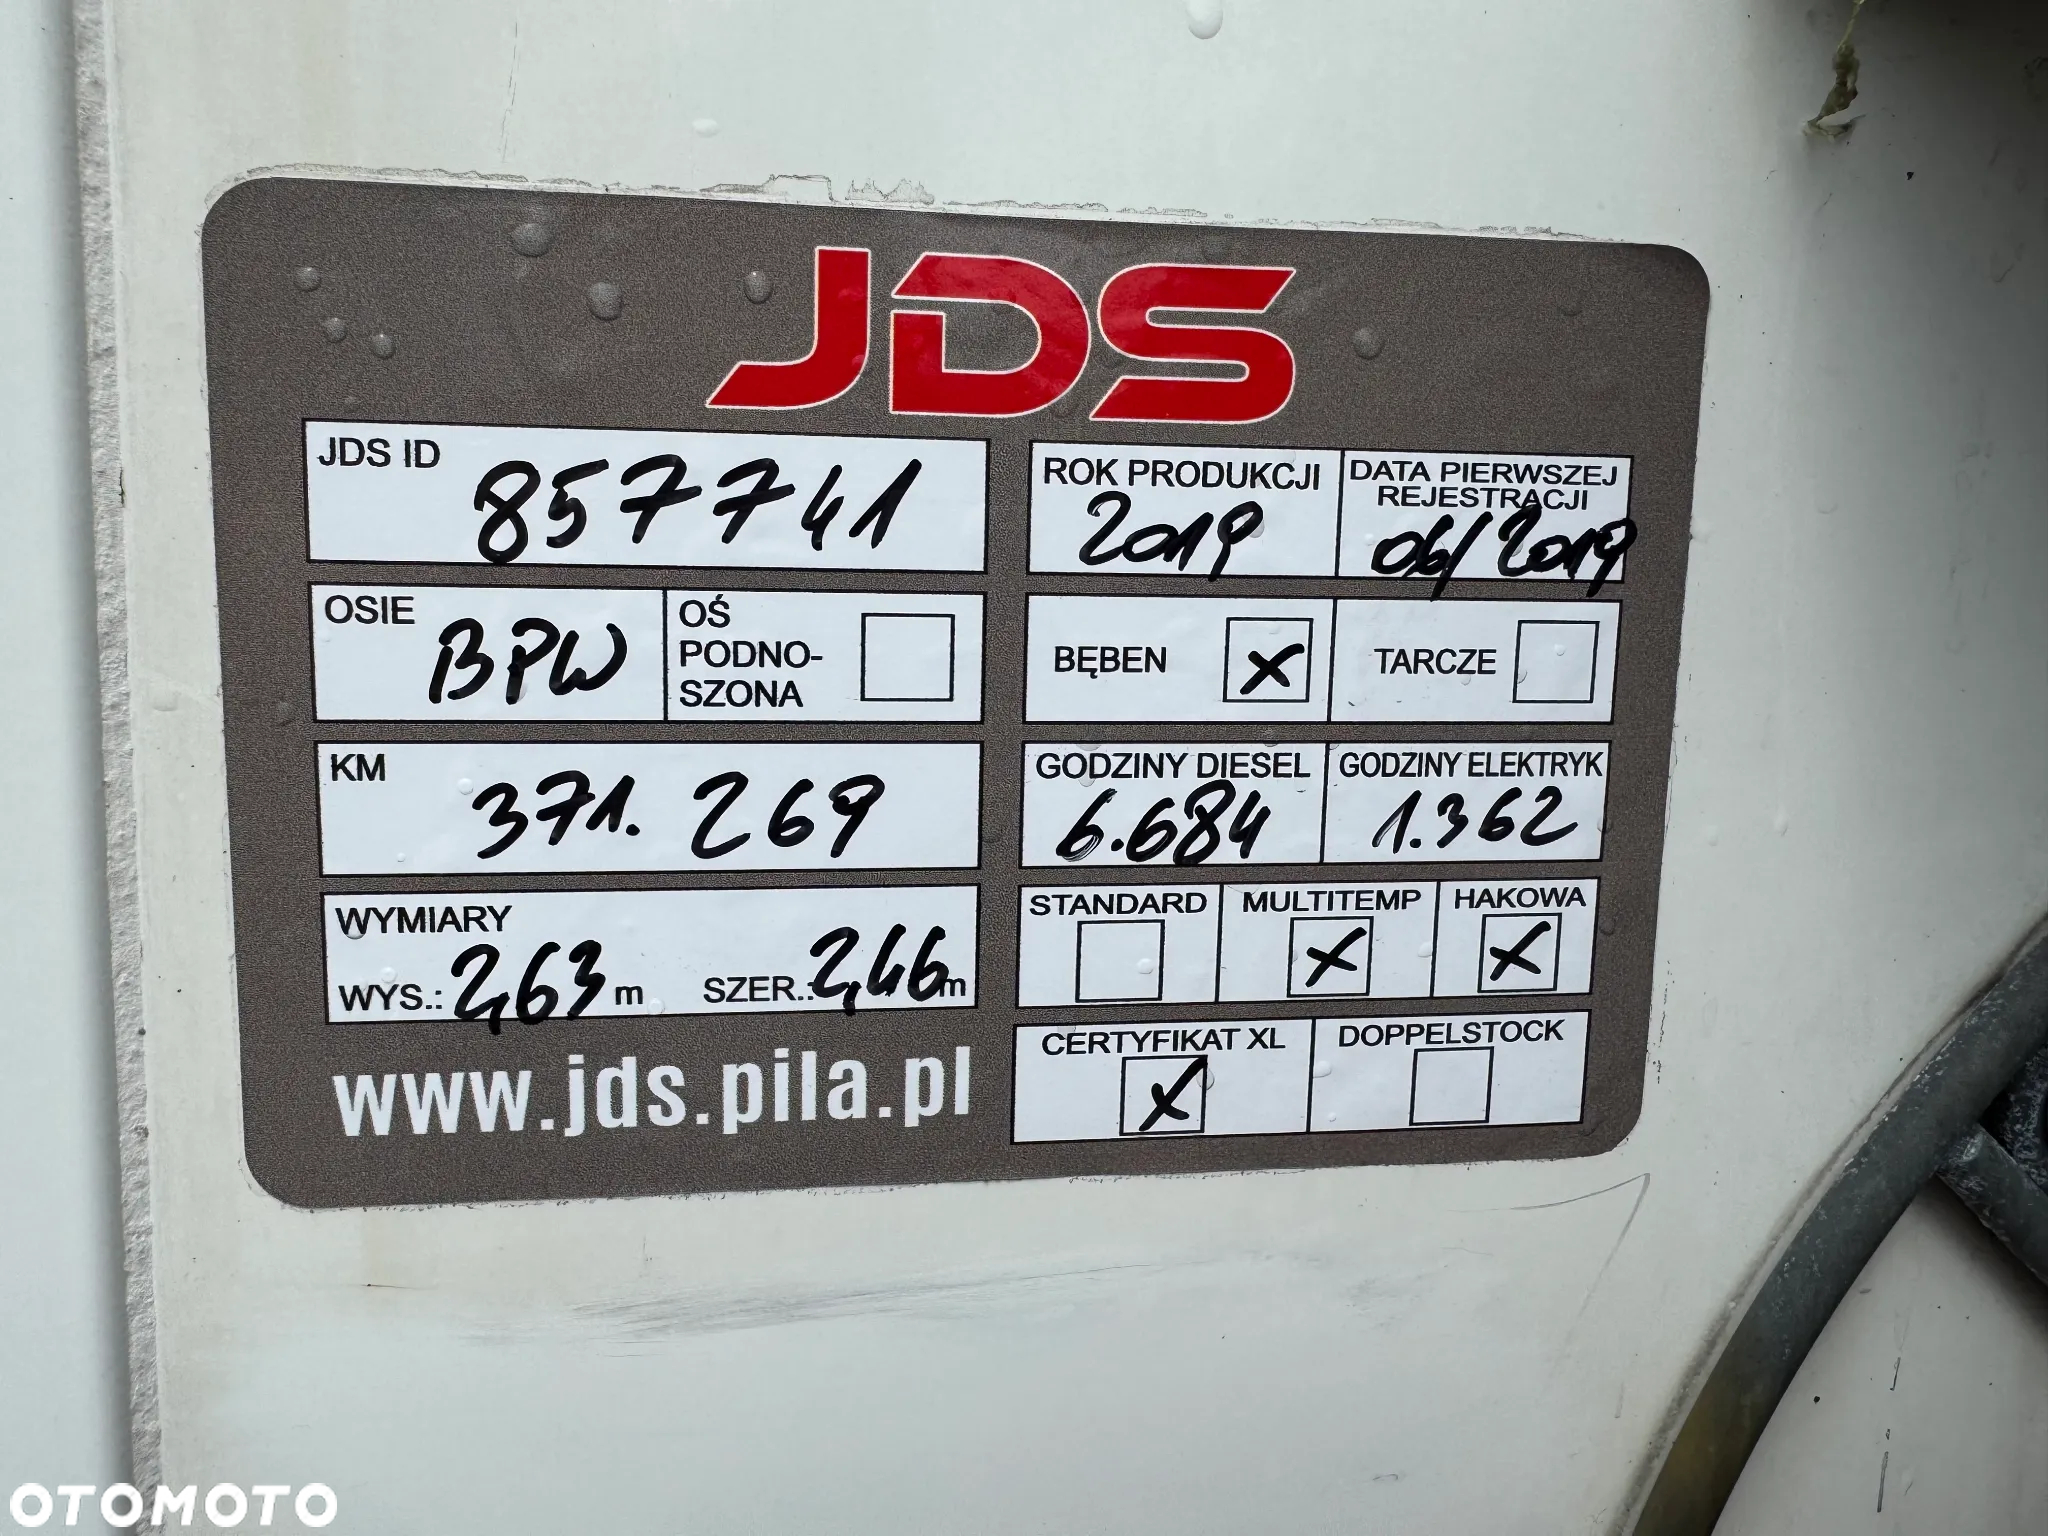 JDS
JDS ID
857741
ROK PRODUKCJI
2019
DATA PIERWSZEJ
REJESTRACJI
06/2019
OSIE
BPW
OŚ
PODNO-
SZONA
BĘBEN X
TARCZE
KM
371.269
GODZINY DIESEL
6.684
GODZINY ELEKTRYK
1.362
WYMIARY
WYS.: 2,63 m SZER.: 2,46 m
STANDARD
MULTITEMP
X
HAKOWA
X
www.jds.pila.pl
CERTYFIKAT XL
X
DOPPELSTOCK
OTOMOTO